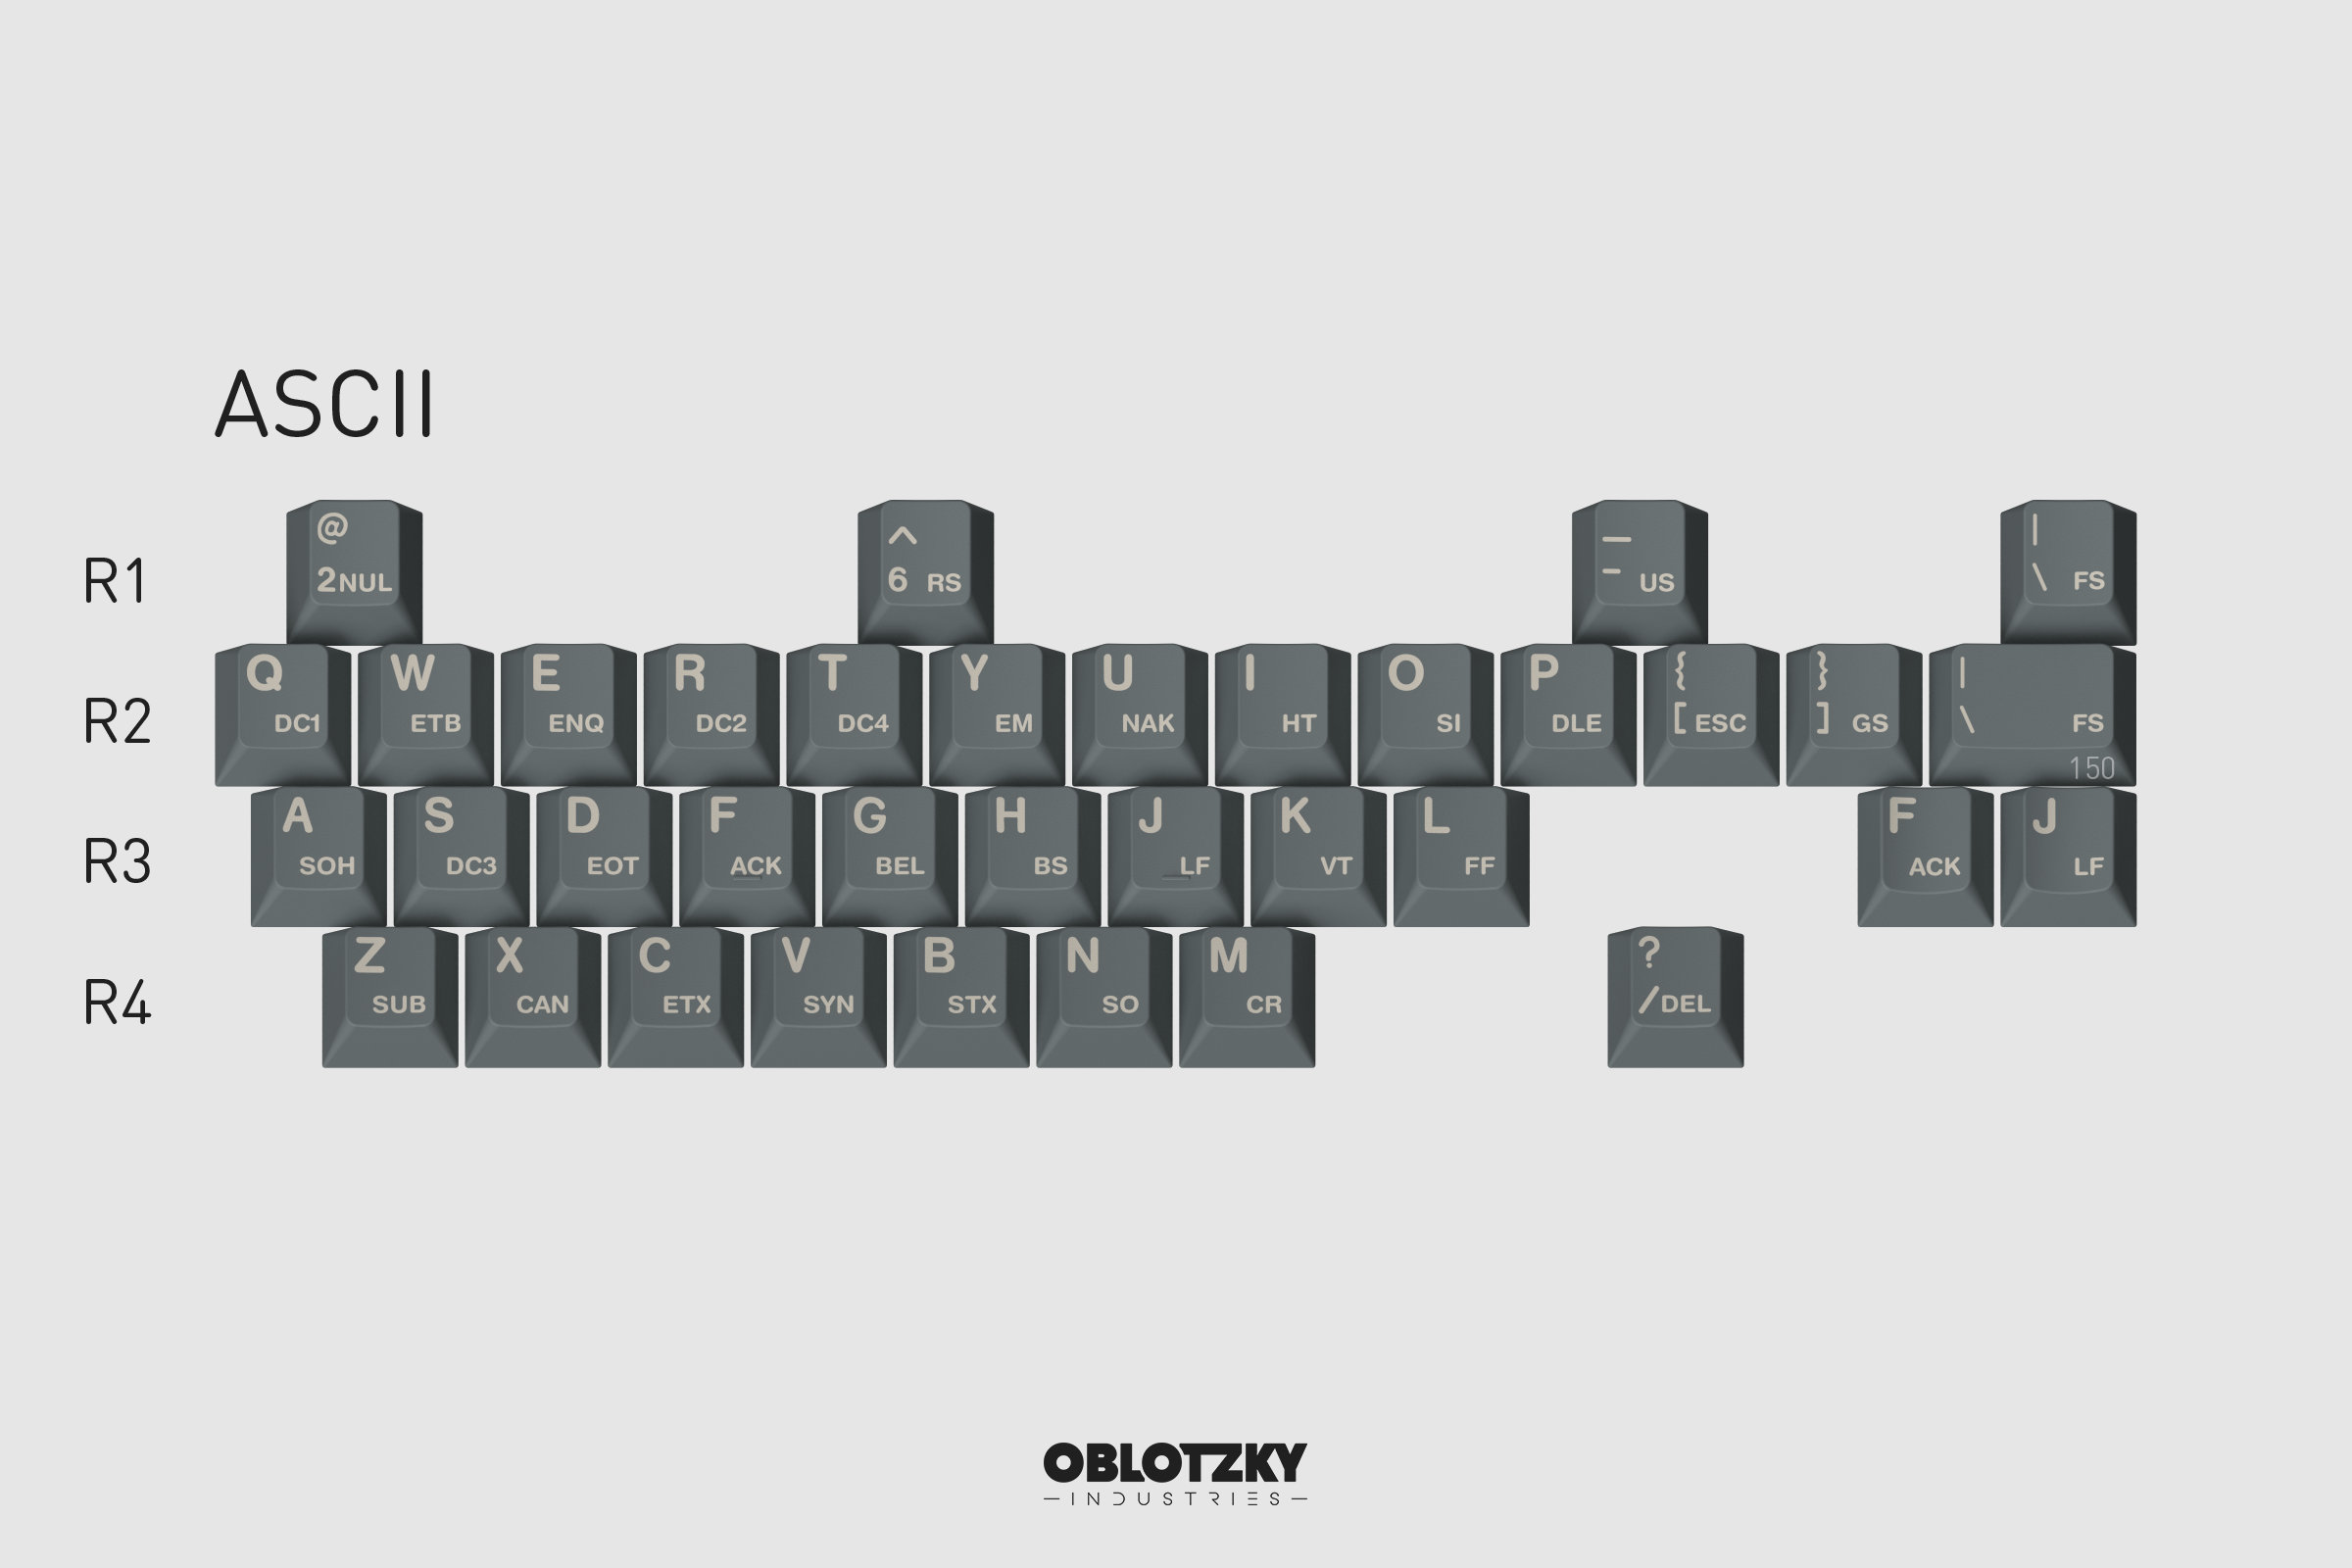 ASCII
R1
@
^
—
|
2 NUL
6 RS
- US
\ FS
R2
Q W E R T Y U I O P { } |
DC1 ETB ENQ DC2 DC4 EM NAK HT SI DLE [ ESC ] GS \ FS
150
R3
A S D F G H J K L F J
SOH DC3 EOT ACK BEL BS LF VT FF ACK LF
R4
Z X C V B N M ?
SUB CAN ETX SYN STX SO CR / DEL
OBLOTZKY
— INDUSTRIES —